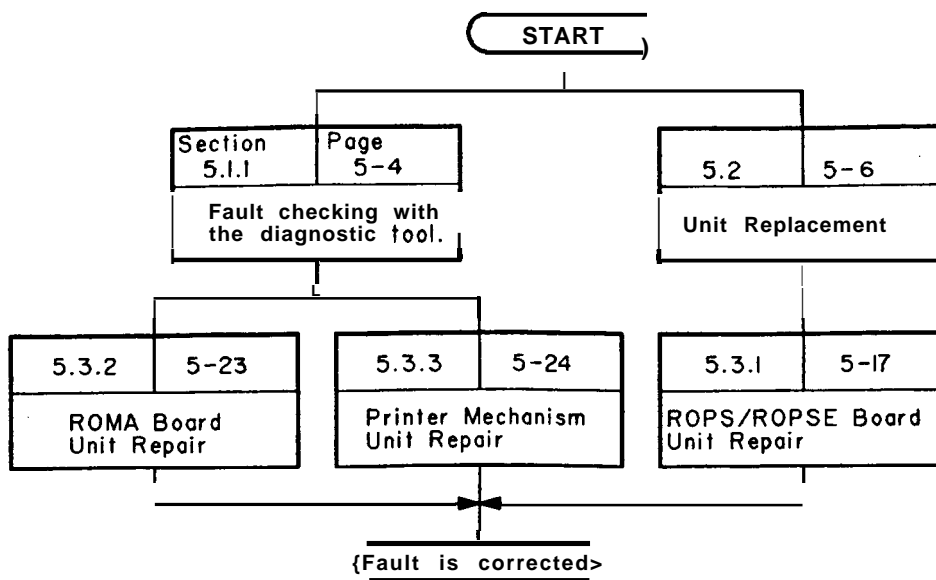 START
Section Page
5.1.1 5-4
Fault checking with
the diagnostic tool.
5.2 5-6
Unit Replacement
5.3.2 5-23
ROMA Board
Unit Repair
5.3.3 5-24
Printer Mechanism
Unit Repair
5.3.1 5-17
ROPS/ROPSE Board
Unit Repair
{Fault is corrected>